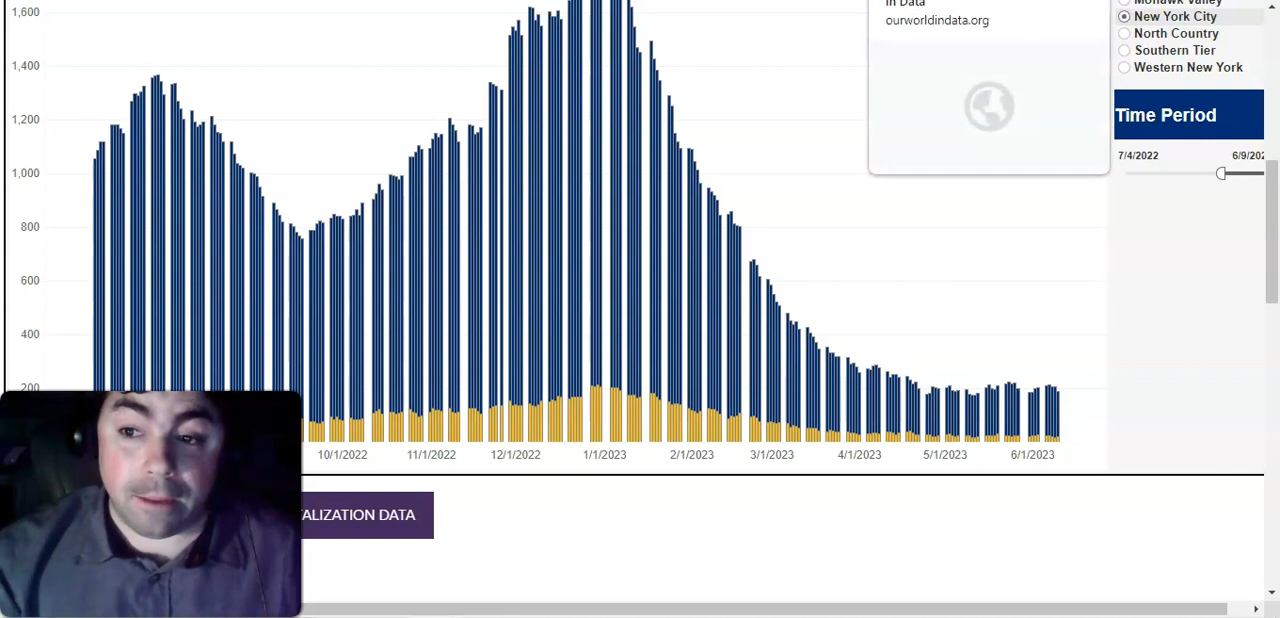 1,600
1,400
1,200
1,000
800
600
400
200
in Data
ourworldindata.org
Mohawk Valley
New York City
North Country
Southern Tier
Western New York
Time Period
7/4/2022 6/9/202
10/1/2022 11/1/2022 12/1/2022 1/1/2023 2/1/2023 3/1/2023 4/1/2023 5/1/2023 6/1/2023
ALIZATION DATA